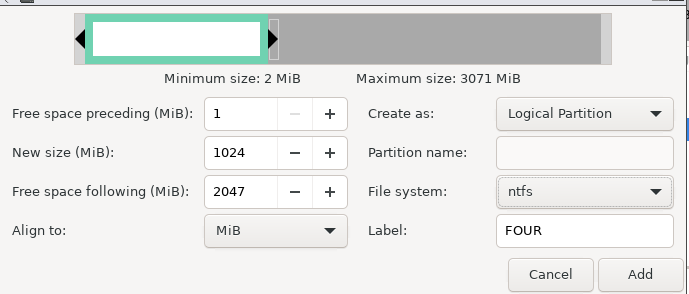 Minimum size: 2 MiB Maximum size: 3071 MiB
Free space preceding (MiB): 1 − + Create as: Logical Partition
New size (MiB): 1024 − + Partition name:
Free space following (MiB): 2047 − + File system: ntfs
Align to: MiB Label: FOUR
Cancel Add